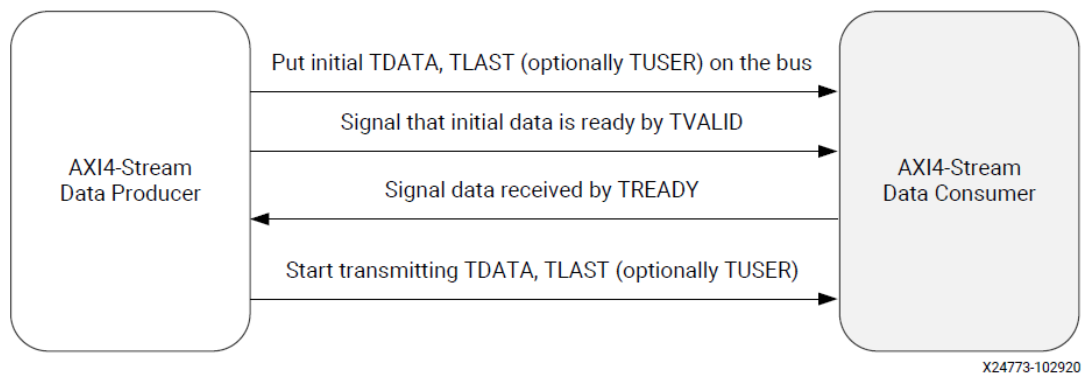 Put initial TDATA, TLAST (optionally TUSER) on the bus
Signal that initial data is ready by TVALID
AXI4-Stream
Data Producer
Signal data received by TREADY
AXI4-Stream
Data Consumer
Start transmitting TDATA, TLAST (optionally TUSER)
X24773-102920